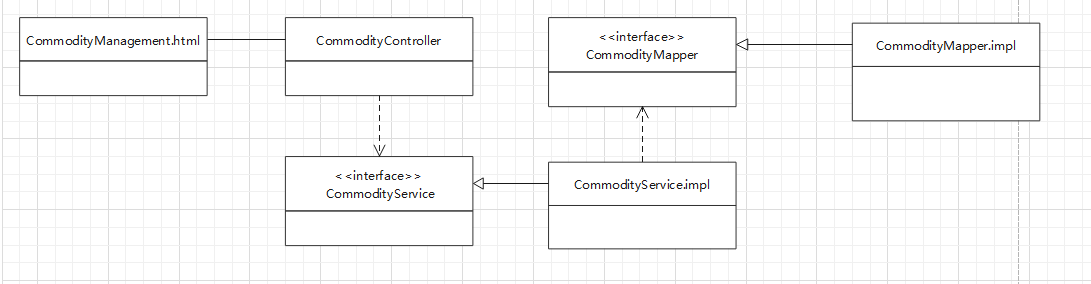 CommodityManagement.html
CommodityController
< <interface> >
CommodityMapper
CommodityMapper.impl
< <interface> >
CommodityService
CommodityService.impl